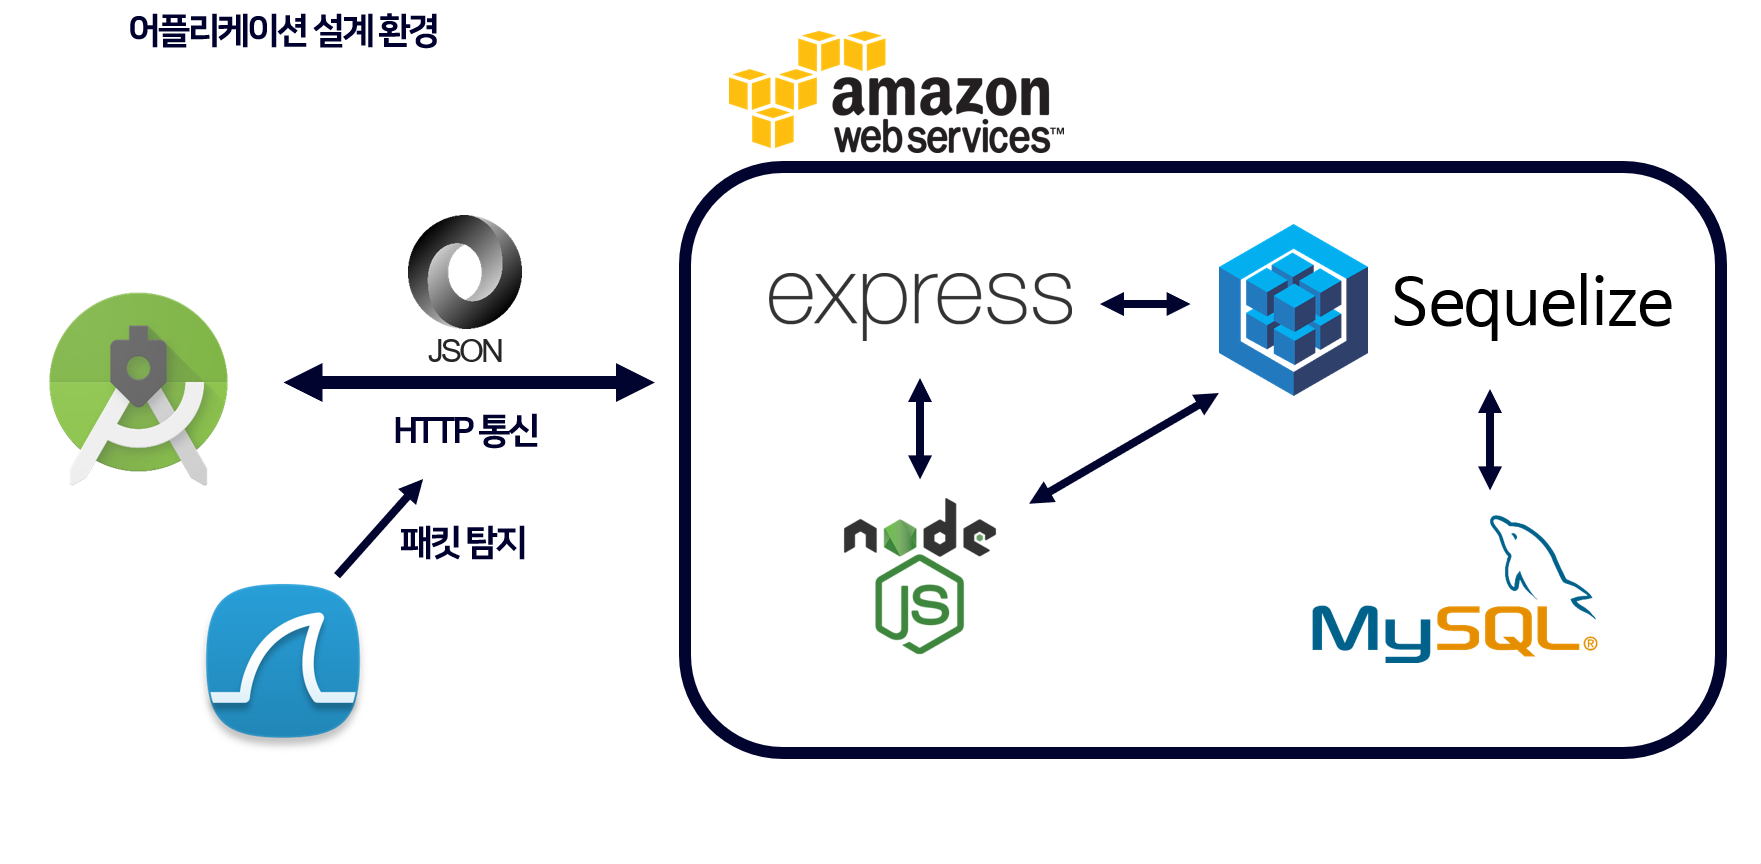 어플리케이션 설계 환경
amazon
web services™
JSON
HTTP 통신
패킷 탐지
express
Sequelize
node
JS
MySQL®